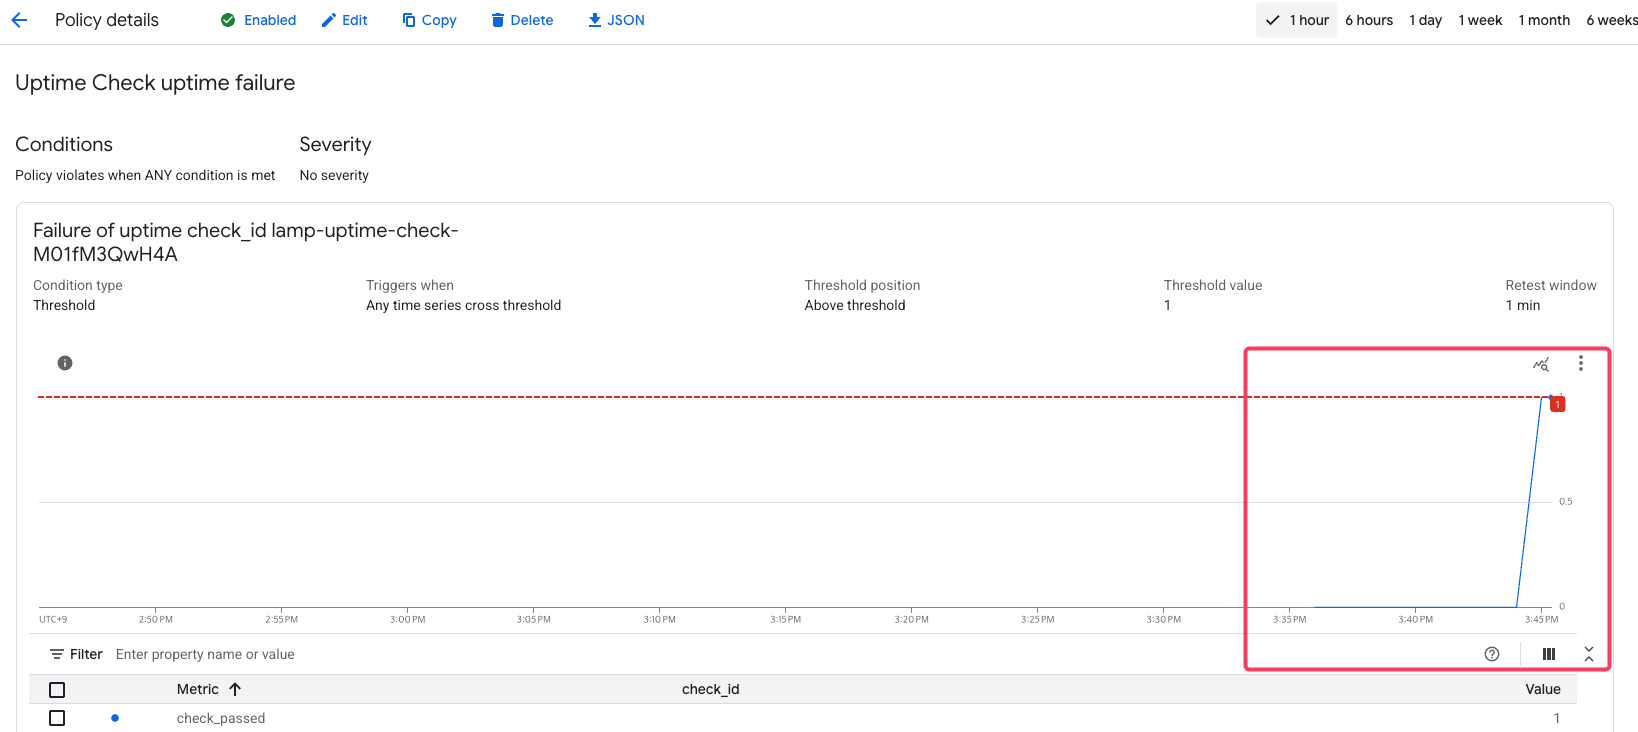 Policy details Enabled Edit Copy Delete JSON 1 hour 6 hours 1 day 1 week 1 month 6 weeks
Uptime Check uptime failure
Conditions Severity
Policy violates when ANY condition is met No severity
Failure of uptime check_id lamp-uptime-check-
M01fM3QwH4A
Condition type Triggers when Threshold position Threshold value Retest window
Threshold Any time series cross threshold Above threshold 1 1 min
1
1
0.5
0
UTC+9 2:50 PM 2:55 PM 3:00 PM 3:05 PM 3:10 PM 3:15 PM 3:20 PM 3:25 PM 3:30 PM 3:35 PM 3:40 PM 3:45 PM
Filter Enter property name or value
Metric check_id Value
check_passed 1